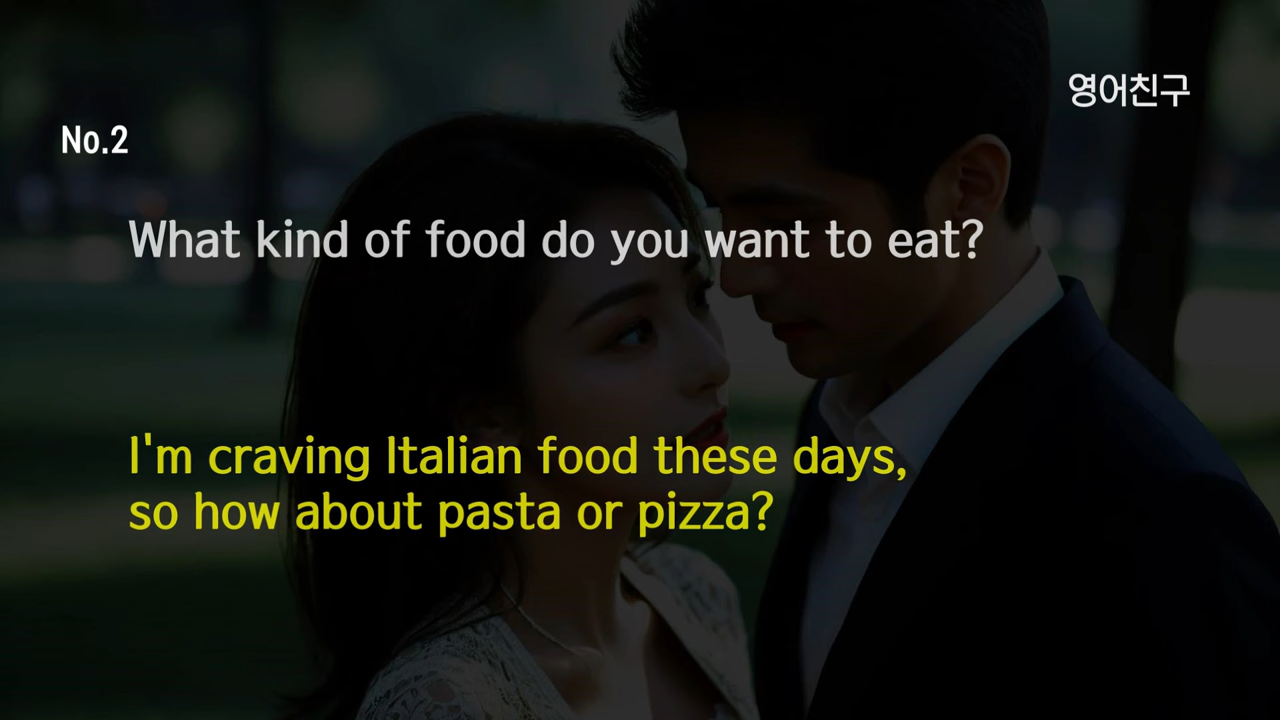 영어친구
No.2
What kind of food do you want to eat?
I'm craving Italian food these days,
so how about pasta or pizza?